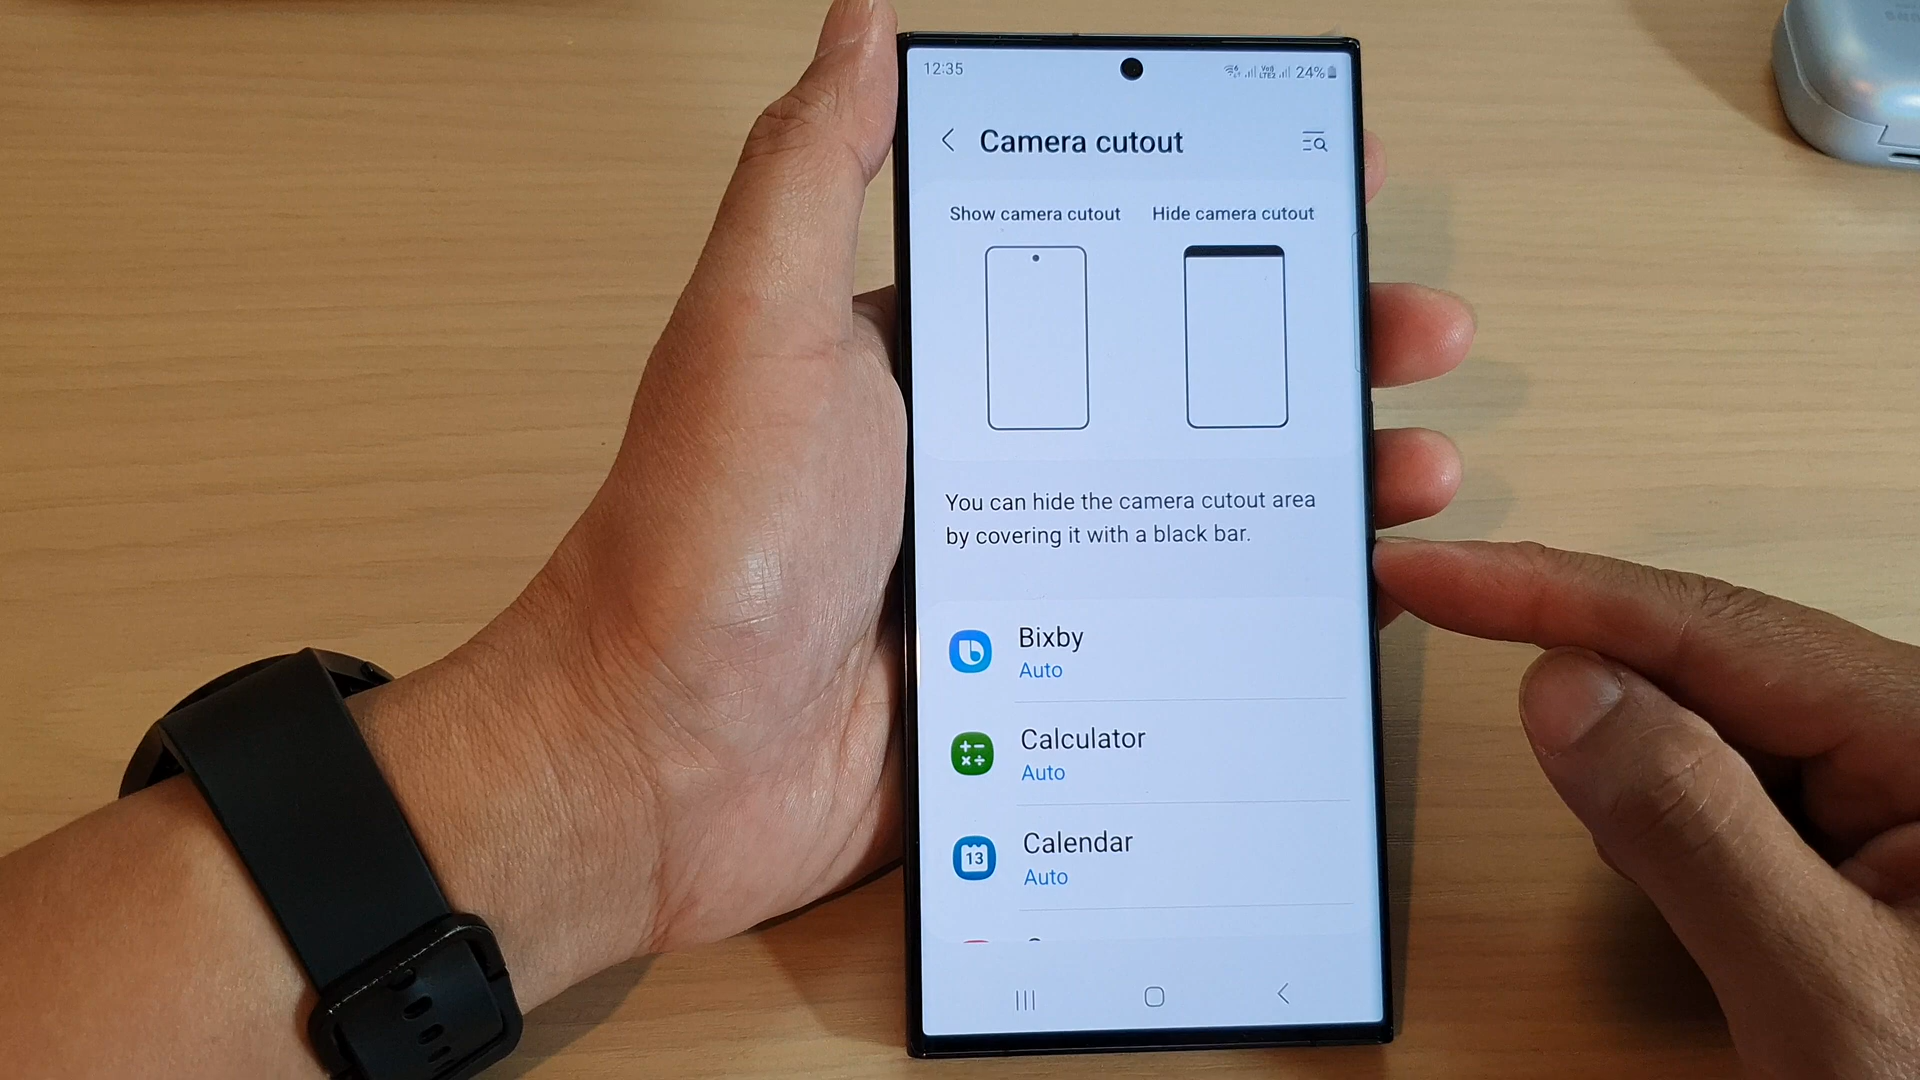 12:35
24%
Camera cutout
Show camera cutout Hide camera cutout
You can hide the camera cutout area
by covering it with a black bar.
Bixby
Auto
Calculator
Auto
13
Calendar
Auto